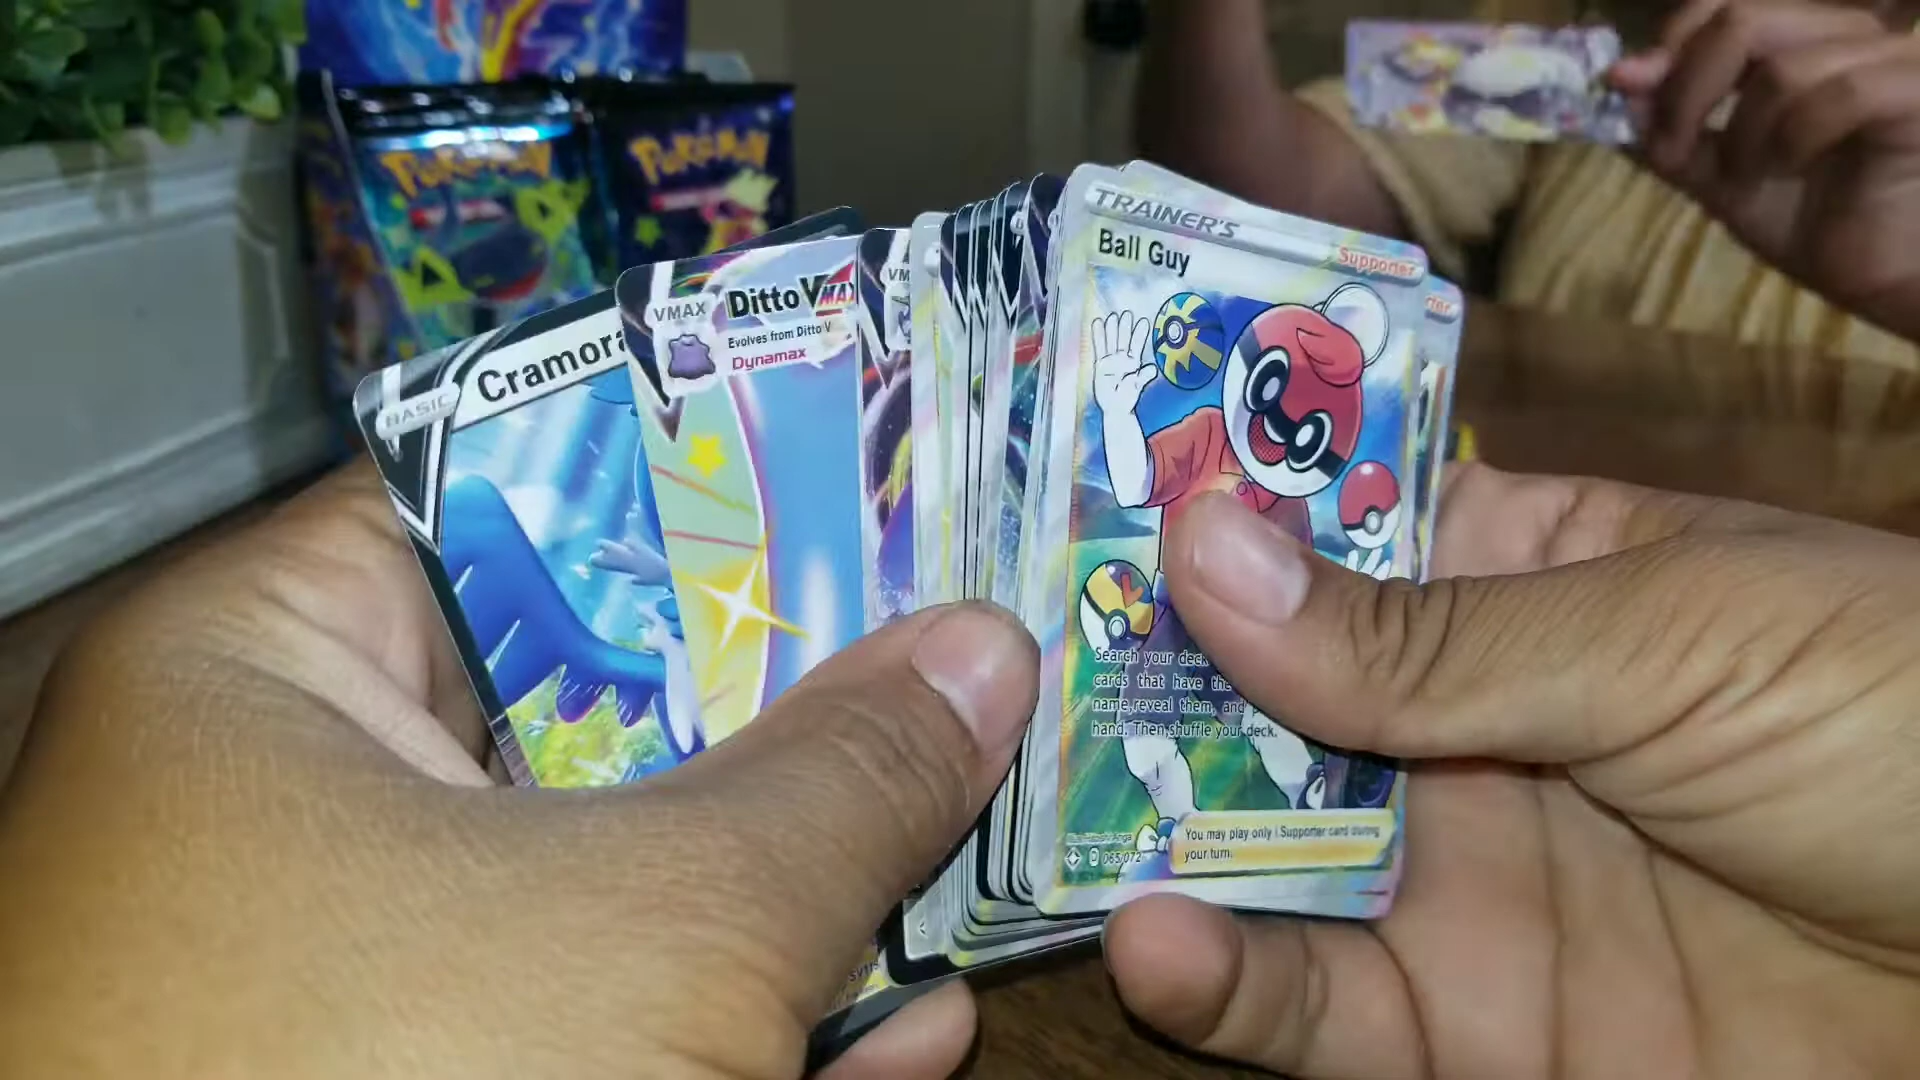 Pokémon
Pokémon
BASIC
Cramora
VMAX
Ditto VMAX
Evolves from Ditto V
Dynamax
VM
TRAINER'S
Ball Guy
Supporter
Search your deck
cards that have the
name,reveal them, and
hand. Then,shuffle your deck.
You may play only 1 Supporter card during
your turn.
065/072